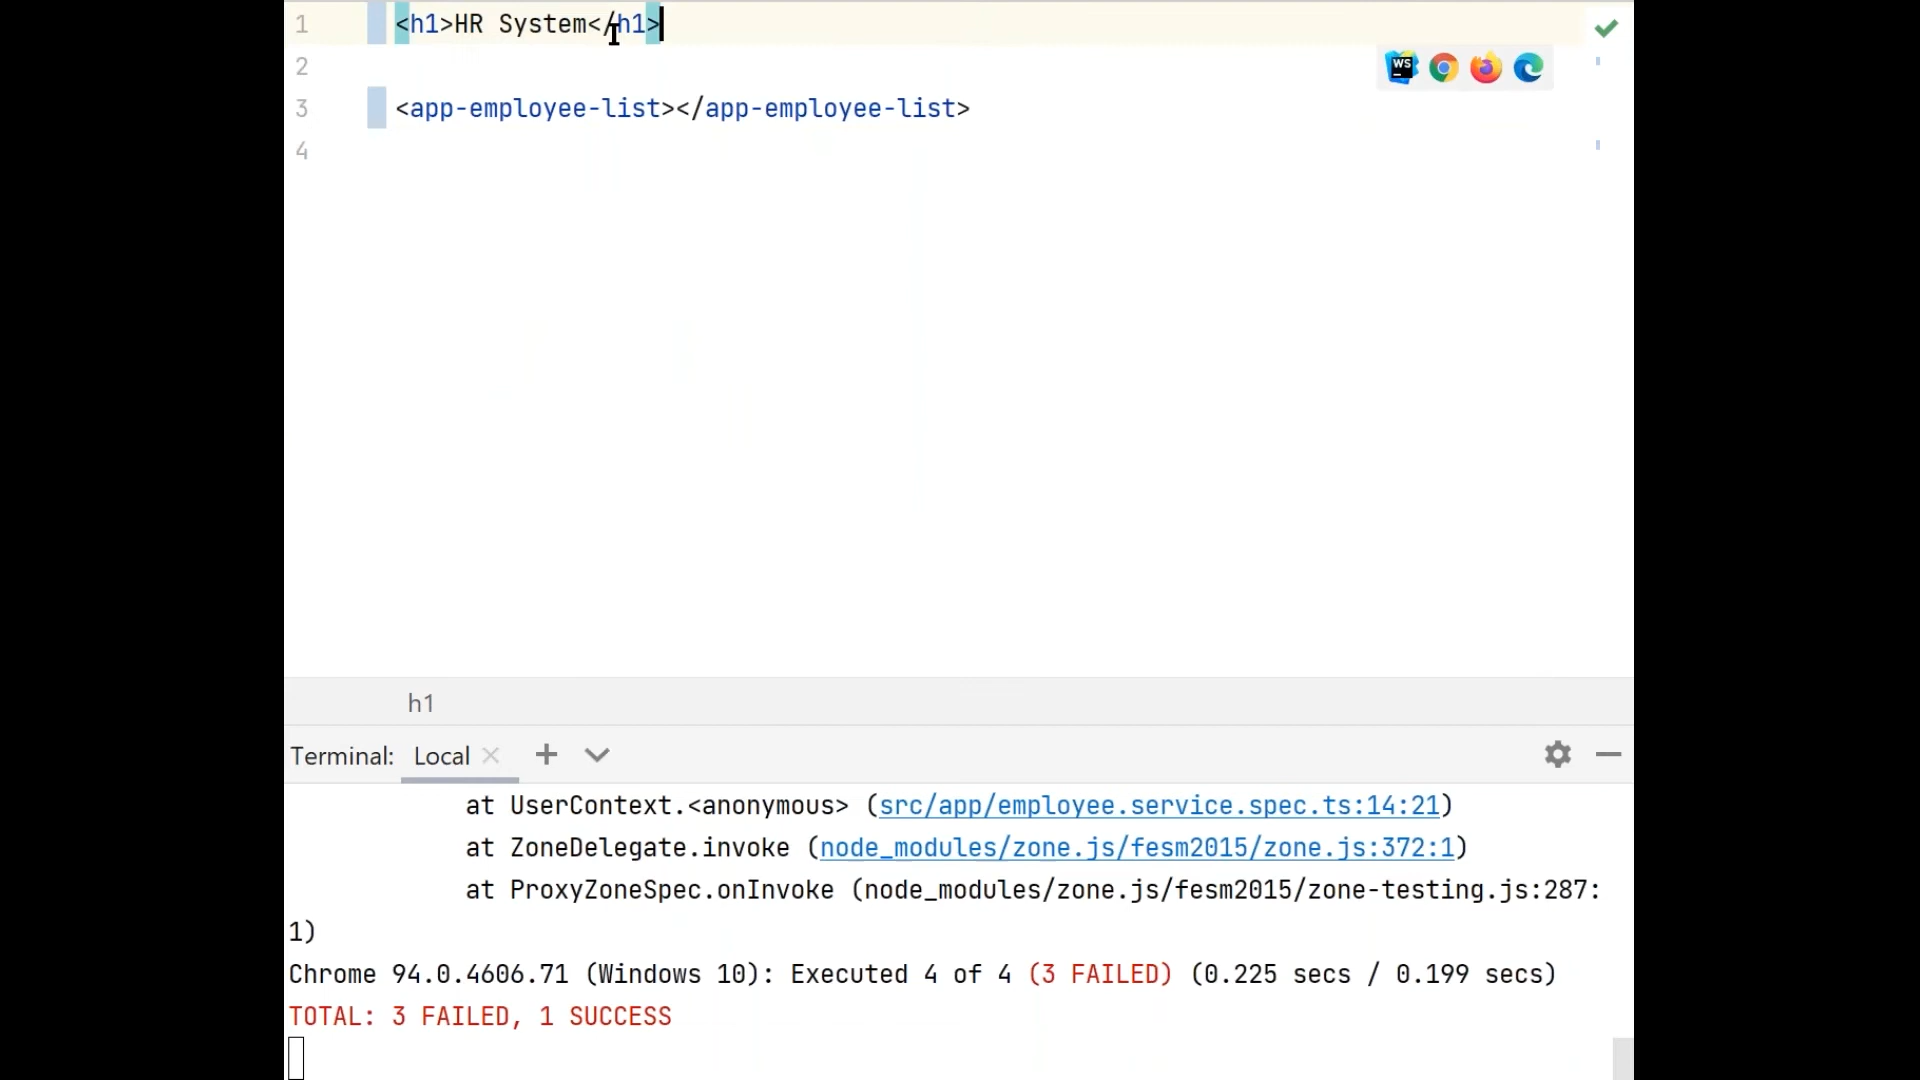 1 <h1>HR System</h1>
WS
2
3 <app-employee-list></app-employee-list>
4
h1
Terminal: Local
at UserContext.<anonymous> (src/app/employee.service.spec.ts:14:21)
at ZoneDelegate.invoke (node_modules/zone.js/fesm2015/zone.js:372:1)
at ProxyZoneSpec.onInvoke (node_modules/zone.js/fesm2015/zone-testing.js:287:
1)
Chrome 94.0.4606.71 (Windows 10): Executed 4 of 4 (3 FAILED) (0.225 secs / 0.199 secs)
TOTAL: 3 FAILED, 1 SUCCESS